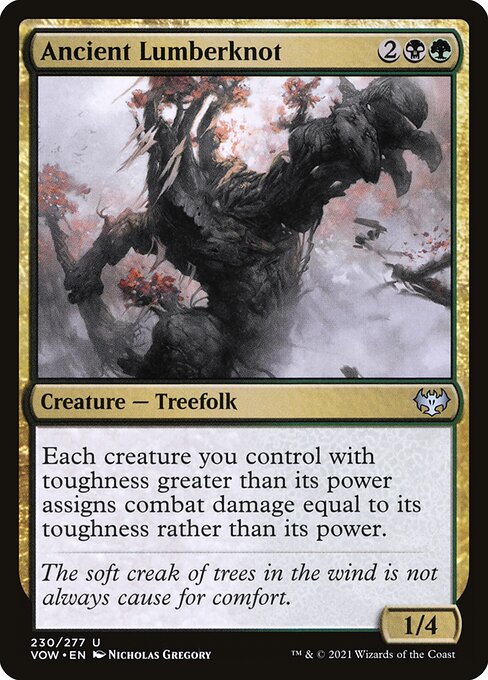 Ancient Lumberknot 2
Creature — Treefolk
Each creature you control with
toughness greater than its power
assigns combat damage equal to its
toughness rather than its power.
The soft creak of trees in the wind is not
always cause for comfort.
1/4
230/277 U
VOW • EN Nicholas Gregory ™ & © 2021 Wizards of the Coast